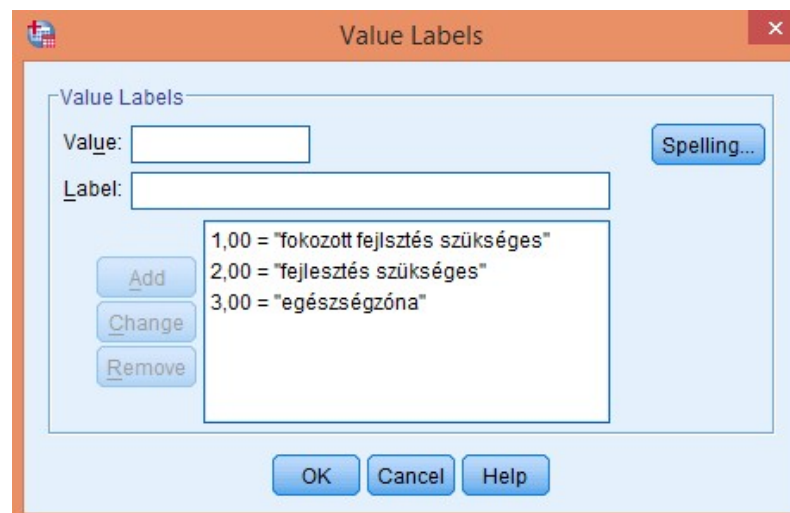 Value Labels
Value Labels
Value:
Spelling...
Label:
1,00 = "fokozott fejlsztés szükséges"
2,00 = "fejlesztés szükséges"
3,00 = "egészségzóna"
Add
Change
Remove
OK Cancel Help